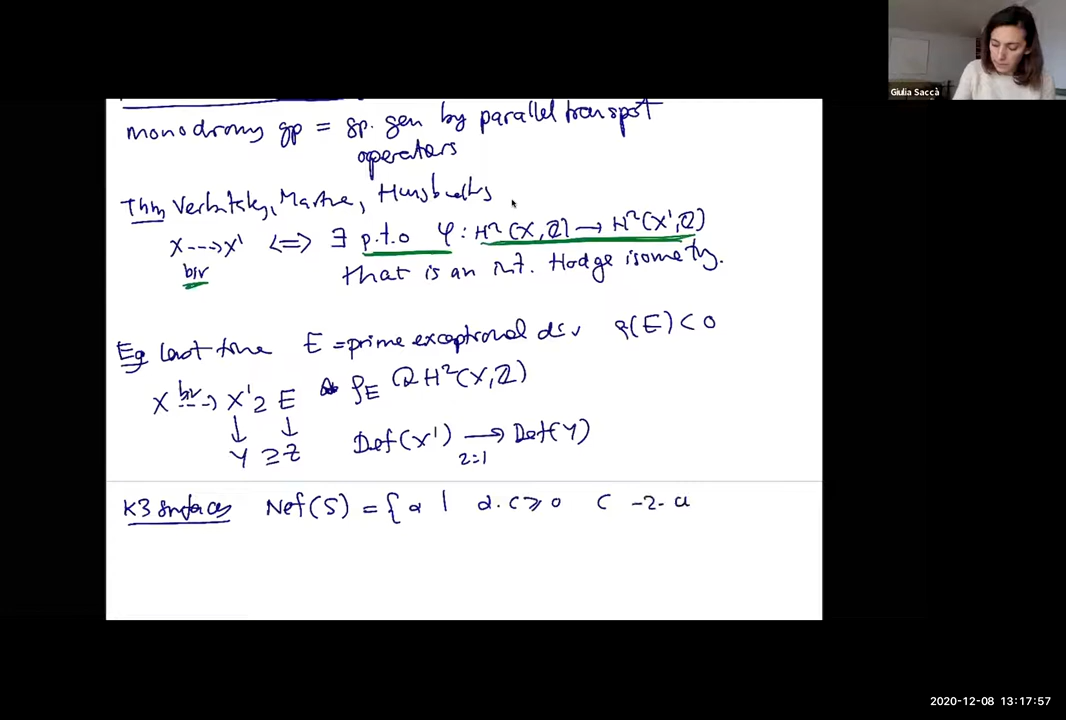 Giulia Saccà
monodromy gp = gp. gen by parallel transport
operators
Thm Verbitsky, Markman, Huybrechts
X ⇢ X' <=> ∃ p.t.o φ : H²(X,Z) → H²(X',Z)
bir that is an int. Hodge isometry.
Eg last time E = prime exceptional div q(E) < 0
X bir ⇢ X' ⊇ E ρ_E ↻ H²(X,Z)
↓ ↓ Def(X') → Def(Y)
Y ⊇ Z 2:1
K3 surfaces Nef(S) = { α | α.C ≥ 0 C -2- cu
2020-12-08 13:17:57